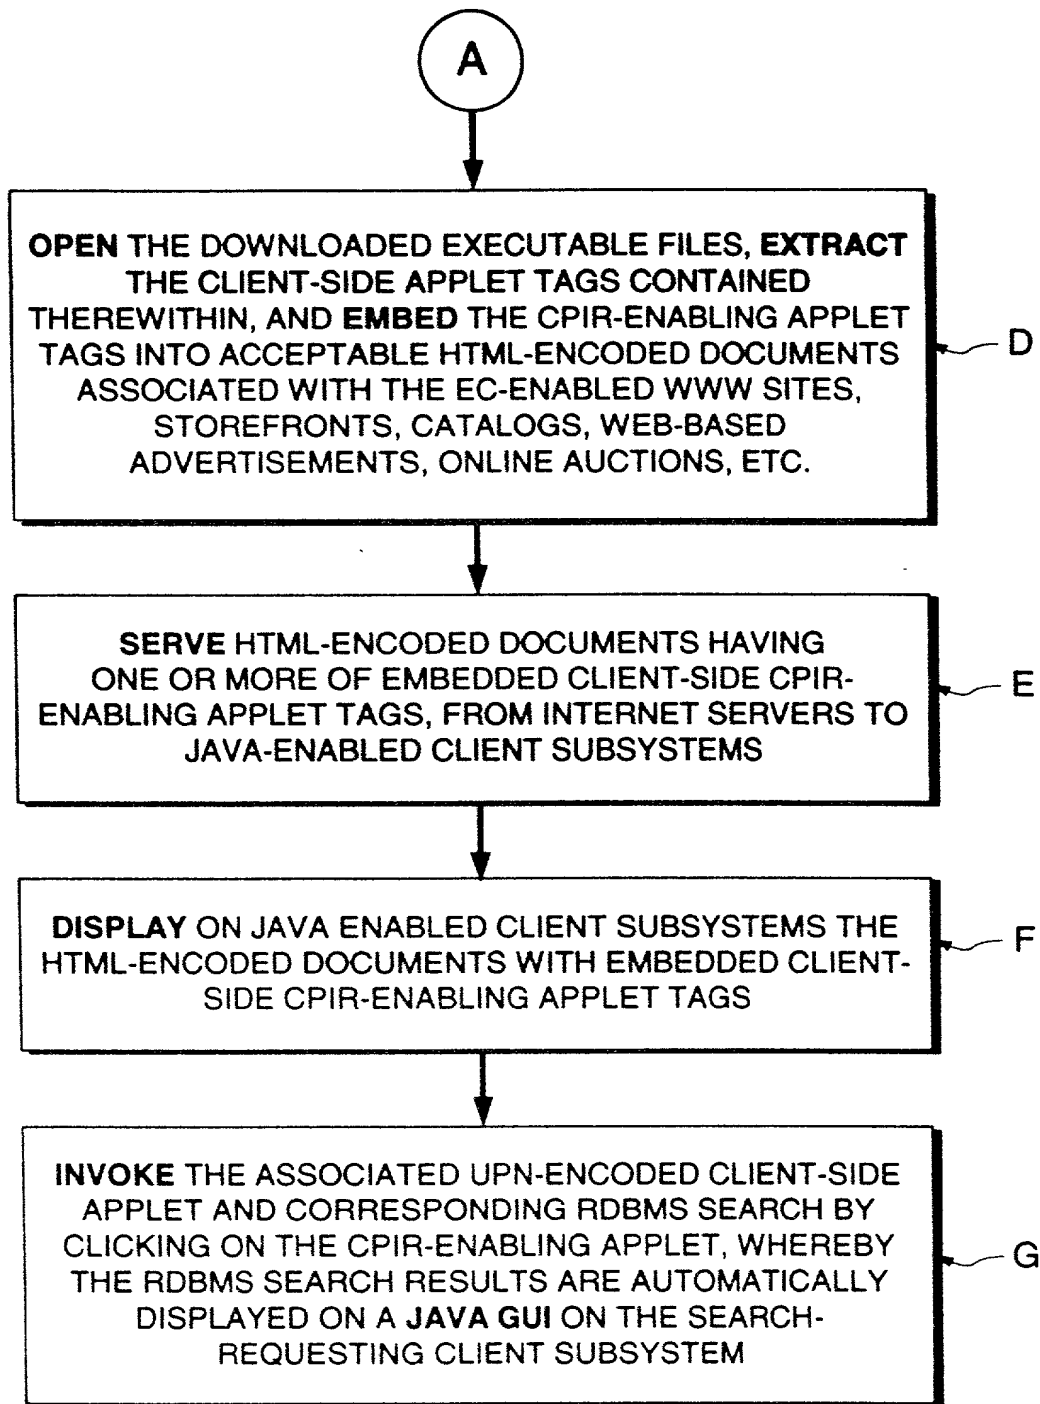 A
OPEN THE DOWNLOADED EXECUTABLE FILES, EXTRACT
THE CLIENT-SIDE APPLET TAGS CONTAINED
THEREWITHIN, AND EMBED THE CPIR-ENABLING APPLET
TAGS INTO ACCEPTABLE HTML-ENCODED DOCUMENTS
ASSOCIATED WITH THE EC-ENABLED WWW SITES,
STOREFRONTS, CATALOGS, WEB-BASED
ADVERTISEMENTS, ONLINE AUCTIONS, ETC.
D
SERVE HTML-ENCODED DOCUMENTS HAVING
ONE OR MORE OF EMBEDDED CLIENT-SIDE CPIR-
ENABLING APPLET TAGS, FROM INTERNET SERVERS TO
JAVA-ENABLED CLIENT SUBSYSTEMS
E
DISPLAY ON JAVA ENABLED CLIENT SUBSYSTEMS THE
HTML-ENCODED DOCUMENTS WITH EMBEDDED CLIENT-
SIDE CPIR-ENABLING APPLET TAGS
F
INVOKE THE ASSOCIATED UPN-ENCODED CLIENT-SIDE
APPLET AND CORRESPONDING RDBMS SEARCH BY
CLICKING ON THE CPIR-ENABLING APPLET, WHEREBY
THE RDBMS SEARCH RESULTS ARE AUTOMATICALLY
DISPLAYED ON A JAVA GUI ON THE SEARCH-
REQUESTING CLIENT SUBSYSTEM
G